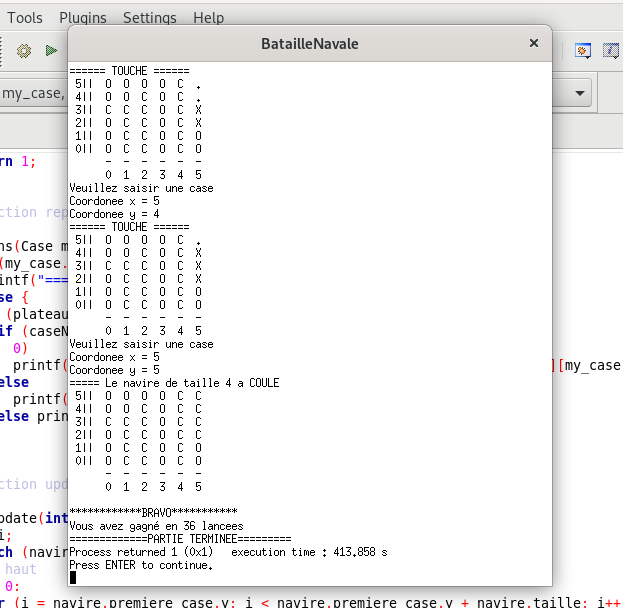 Tools Plugins Settings Help
BatailleNavale
my_case,
====== TOUCHE ======
5|| O O O O C .
4|| O O O O C .
3|| C C C O C X
2|| O C C O C X
1|| O C C C O O
0|| O C C C O O
- - - - - -
0 1 2 3 4 5
Veuillez saisir une case
Coordonee x = 5
Coordonee y = 4
====== TOUCHE ======
5|| O O O O C .
4|| O O O O C X
3|| C C C O C X
2|| O C C O C X
1|| O C C C O O
0|| O C C C O O
- - - - - -
0 1 2 3 4 5
Veuillez saisir une case
Coordonee x = 5
Coordonee y = 5
===== Le navire de taille 4 a COULE
5|| O O O O C C
4|| O O O O C C
3|| C C C O C C
2|| O C C O C C
1|| O C C C O O
0|| O C C C O O
- - - - - -
0 1 2 3 4 5
************BRAVO***********
Vous avez gagné en 36 lancees
=============PARTIE TERMINEE=========
Process returned 1 (0x1) execution time : 413.858 s
Press ENTER to continue.
rn 1;
ction rep
ns(Case m
(my_case.
intf("===
se {
(plateau
if (caseN
0)
printf(
][my_case
else
printf(
else prin
ction upd
pdate(int
i;
ch (navir
haut
0:
r (i = navire.premiere_case.y; i < navire.premiere_case.y + navire.taille; i++